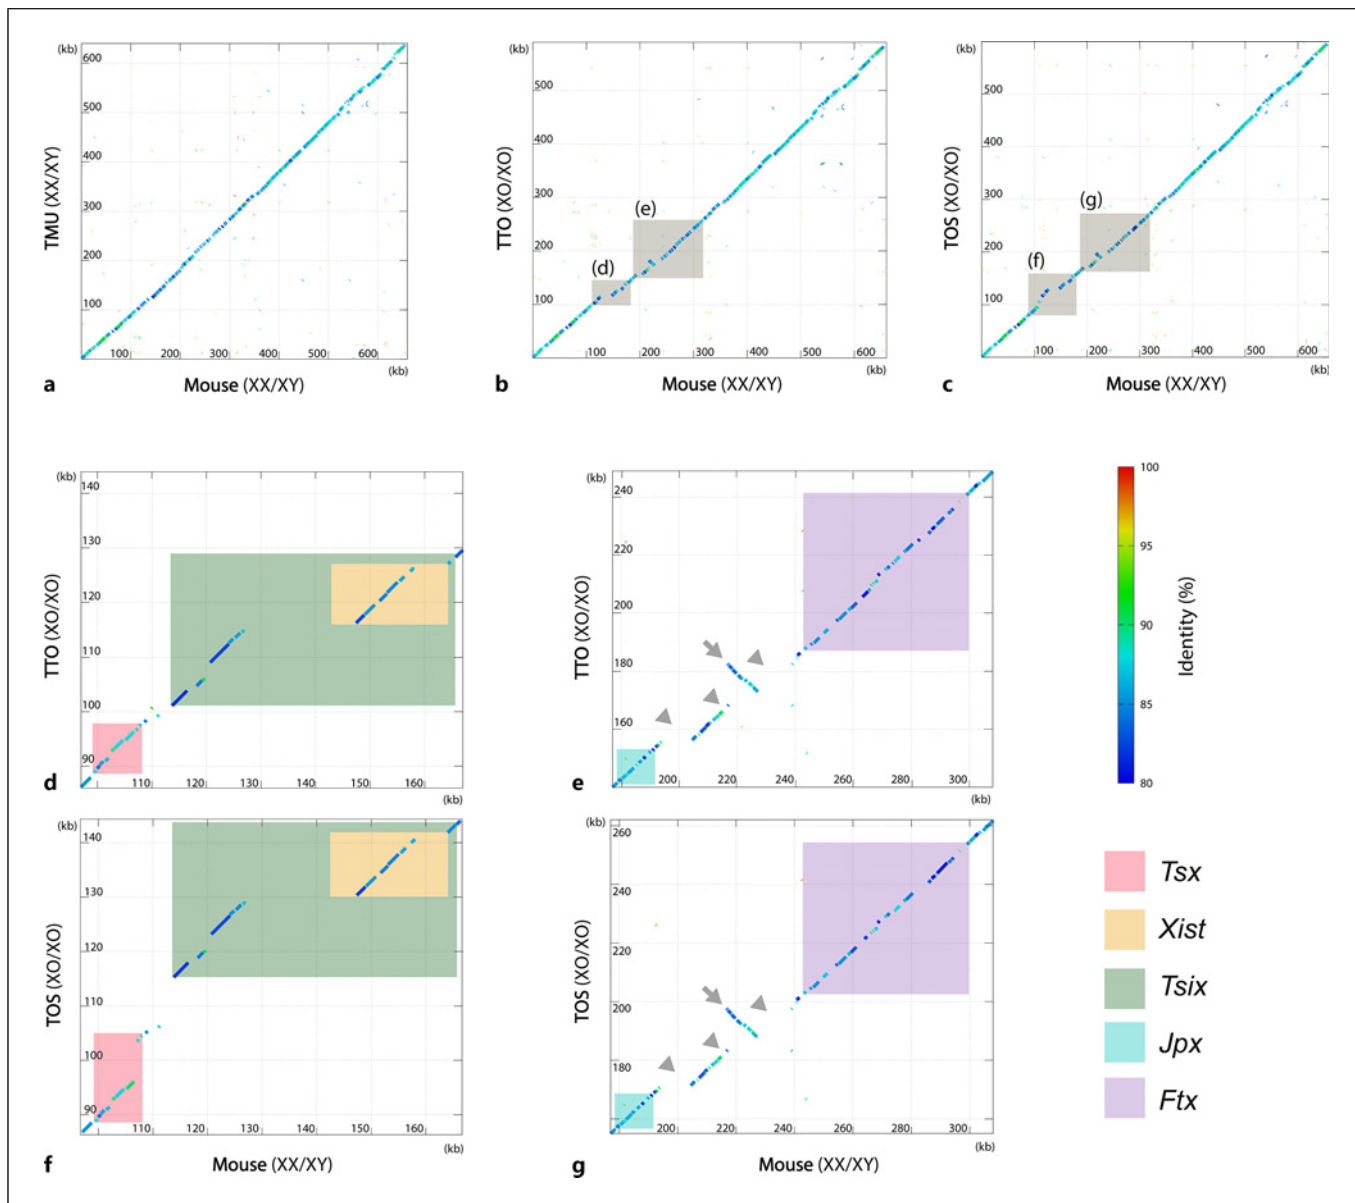 (kb)
600
500
400
300
200
100
TMU (XX/XY)
100 200 300 400 500 600
(kb)
a
Mouse (XX/XY)
(kb)
500
400
300
200
100
TTO (XO/XO)
(e)
(d)
100 200 300 400 500 600
(kb)
b
Mouse (XX/XY)
(kb)
500
400
300
200
100
TOS (XO/XO)
(g)
(f)
100 200 300 400 500 600
(kb)
c
Mouse (XX/XY)
(kb)
140
130
120
110
100
90
TTO (XO/XO)
110 120 130 140 150 160
(kb)
d
(kb)
240
220
200
180
160
TTO (XO/XO)
200 220 240 260 280 300
(kb)
e
100
95
90
85
80
Identity (%)
(kb)
140
130
120
110
100
90
TOS (XO/XO)
110 120 130 140 150 160
(kb)
f
Mouse (XX/XY)
(kb)
260
240
220
200
180
TOS (XO/XO)
200 220 240 260 280 300
(kb)
g
Mouse (XX/XY)
Tsx
Xist
Tsix
Jpx
Ftx